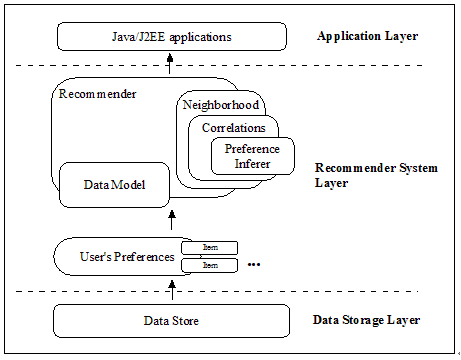 Java/J2EE applications
Application Layer
Recommender
Neighborhood
Correlations
Preference
Inferer
Data Model
Recommender System
Layer
User's Preferences
Item
Item
...
Data Store
Data Storage Layer